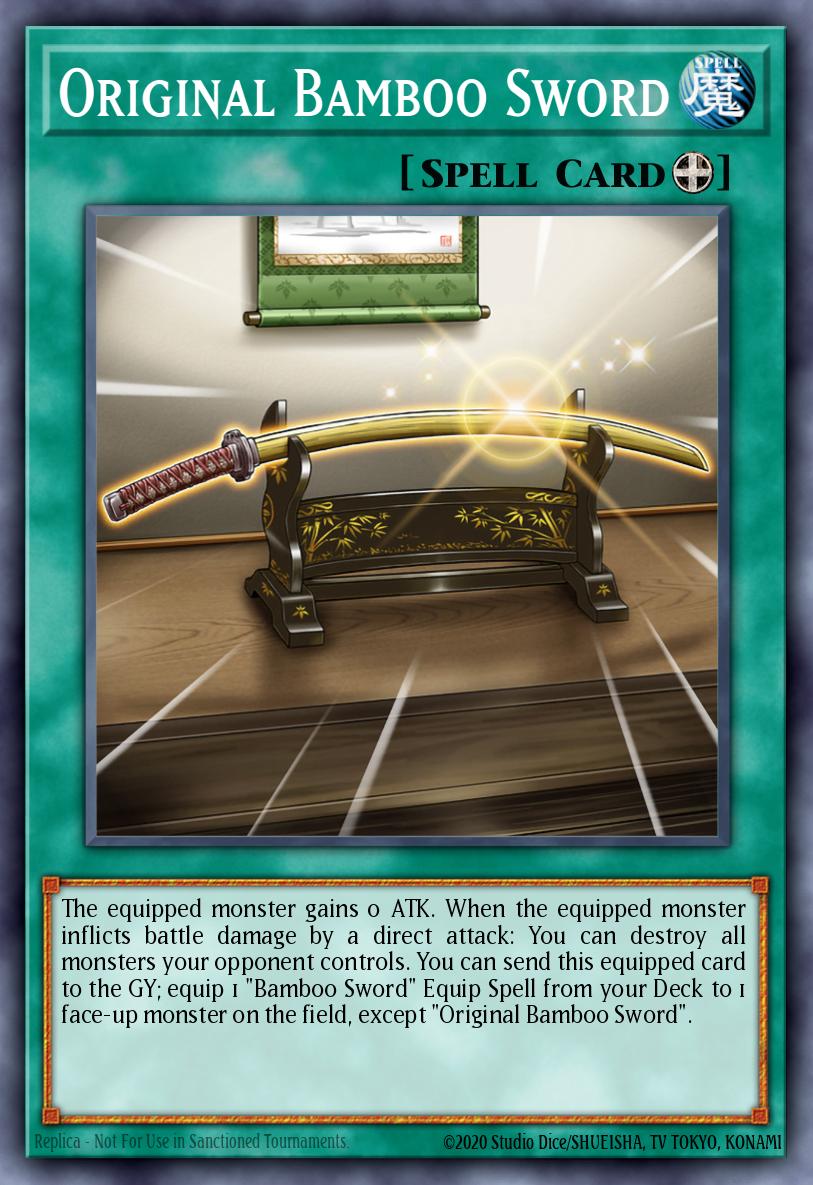 Original Bamboo Sword
SPELL
魔
[Spell Card]
The equipped monster gains 0 ATK. When the equipped monster
inflicts battle damage by a direct attack: You can destroy all
monsters your opponent controls. You can send this equipped card
to the GY; equip 1 "Bamboo Sword" Equip Spell from your Deck to 1
face-up monster on the field, except "Original Bamboo Sword".
Replica - Not For Use in Sanctioned Tournaments.
©2020 Studio Dice/SHUEISHA, TV TOKYO, KONAMI